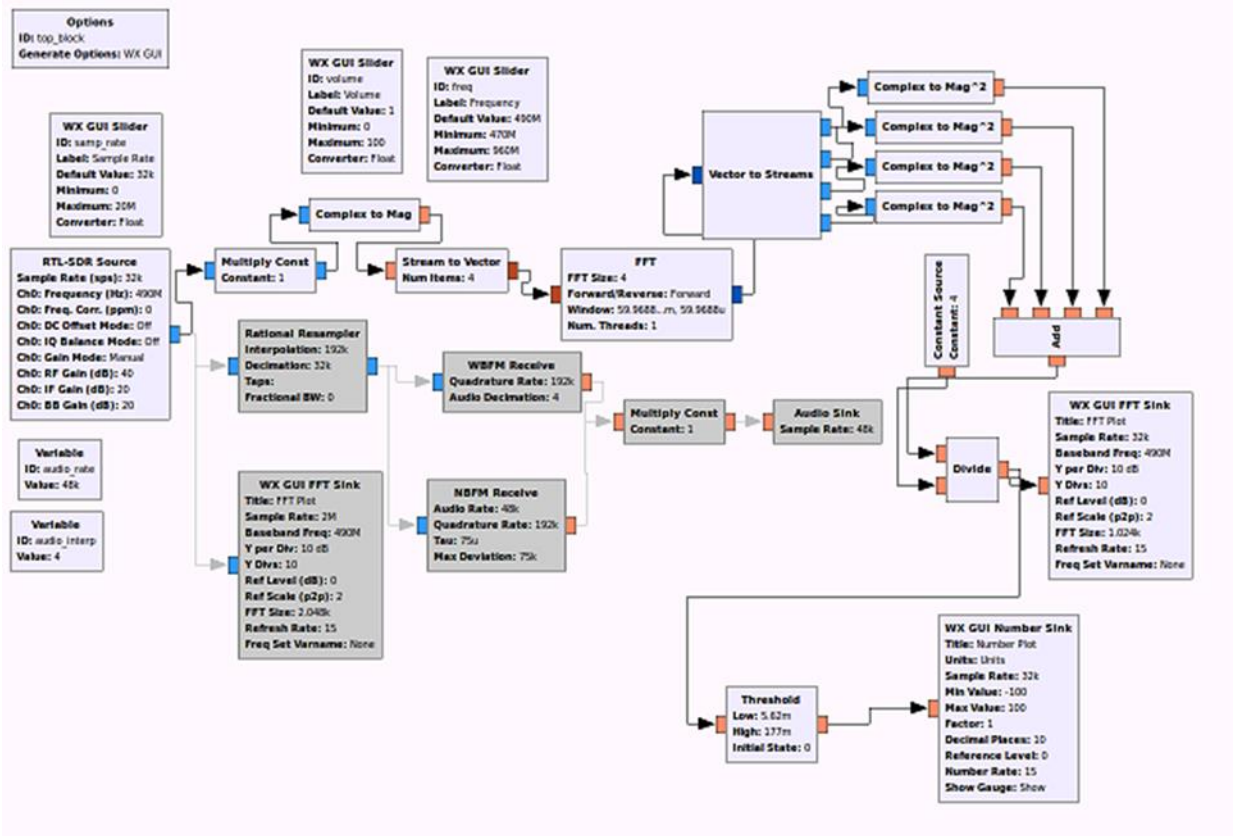 Options
ID: top_block
Generate Options: WX GUI
WX GUI Slider
ID: volume
Label: Volume
Default Value: 1
Minimum: 0
Maximum: 100
Converter: Float
WX GUI Slider
ID: freq
Label: Frequency
Default Value: 490M
Minimum: 470M
Maximum: 960M
Converter: Float
WX GUI Slider
ID: samp_rate
Label: Sample Rate
Default Value: 32k
Minimum: 0
Maximum: 20M
Converter: Float
Complex to Mag^2
Complex to Mag^2
Complex to Mag^2
Complex to Mag^2
Vector to Streams
Complex to Mag
RTL-SDR Source
Sample Rate (sps): 32k
Ch0: Frequency (Hz): 490M
Ch0: Freq. Corr. (ppm): 0
Ch0: DC Offset Mode: Off
Ch0: IQ Balance Mode: Off
Ch0: Gain Mode: Manual
Ch0: RF Gain (dB): 40
Ch0: IF Gain (dB): 20
Ch0: BB Gain (dB): 20
Multiply Const
Constant: 1
Stream to Vector
Num Items: 4
FFT
FFT Size: 4
Forward/Reverse: Forward
Window: 59.9688...m, 59.9688u
Num. Threads: 1
Constant Source
Constant: 4
Add
Rational Resampler
Interpolation: 192k
Decimation: 32k
Taps:
Fractional BW: 0
WBFM Receive
Quadrature Rate: 192k
Audio Decimation: 4
Multiply Const
Constant: 1
Audio Sink
Sample Rate: 48k
Divide
WX GUI FFT Sink
Title: FFT Plot
Sample Rate: 32k
Baseband Freq: 490M
Y per Div: 10 dB
Y Divs: 10
Ref Level (dB): 0
Ref Scale (p2p): 2
FFT Size: 1.024k
Refresh Rate: 15
Freq Set Varname: None
Variable
ID: audio_rate
Value: 48k
Variable
ID: audio_interp
Value: 4
WX GUI FFT Sink
Title: FFT Plot
Sample Rate: 2M
Baseband Freq: 490M
Y per Div: 10 dB
Y Divs: 10
Ref Level (dB): 0
Ref Scale (p2p): 2
FFT Size: 2.048k
Refresh Rate: 15
Freq Set Varname: None
NBFM Receive
Audio Rate: 48k
Quadrature Rate: 192k
Tau: 75u
Max Deviation: 75k
Threshold
Low: 5.62m
High: 177m
Initial State: 0
WX GUI Number Sink
Title: Number Plot
Units: Units
Sample Rate: 32k
Min Value: -100
Max Value: 100
Factor: 1
Decimal Places: 10
Reference Level: 0
Number Rate: 15
Show Gauge: Show